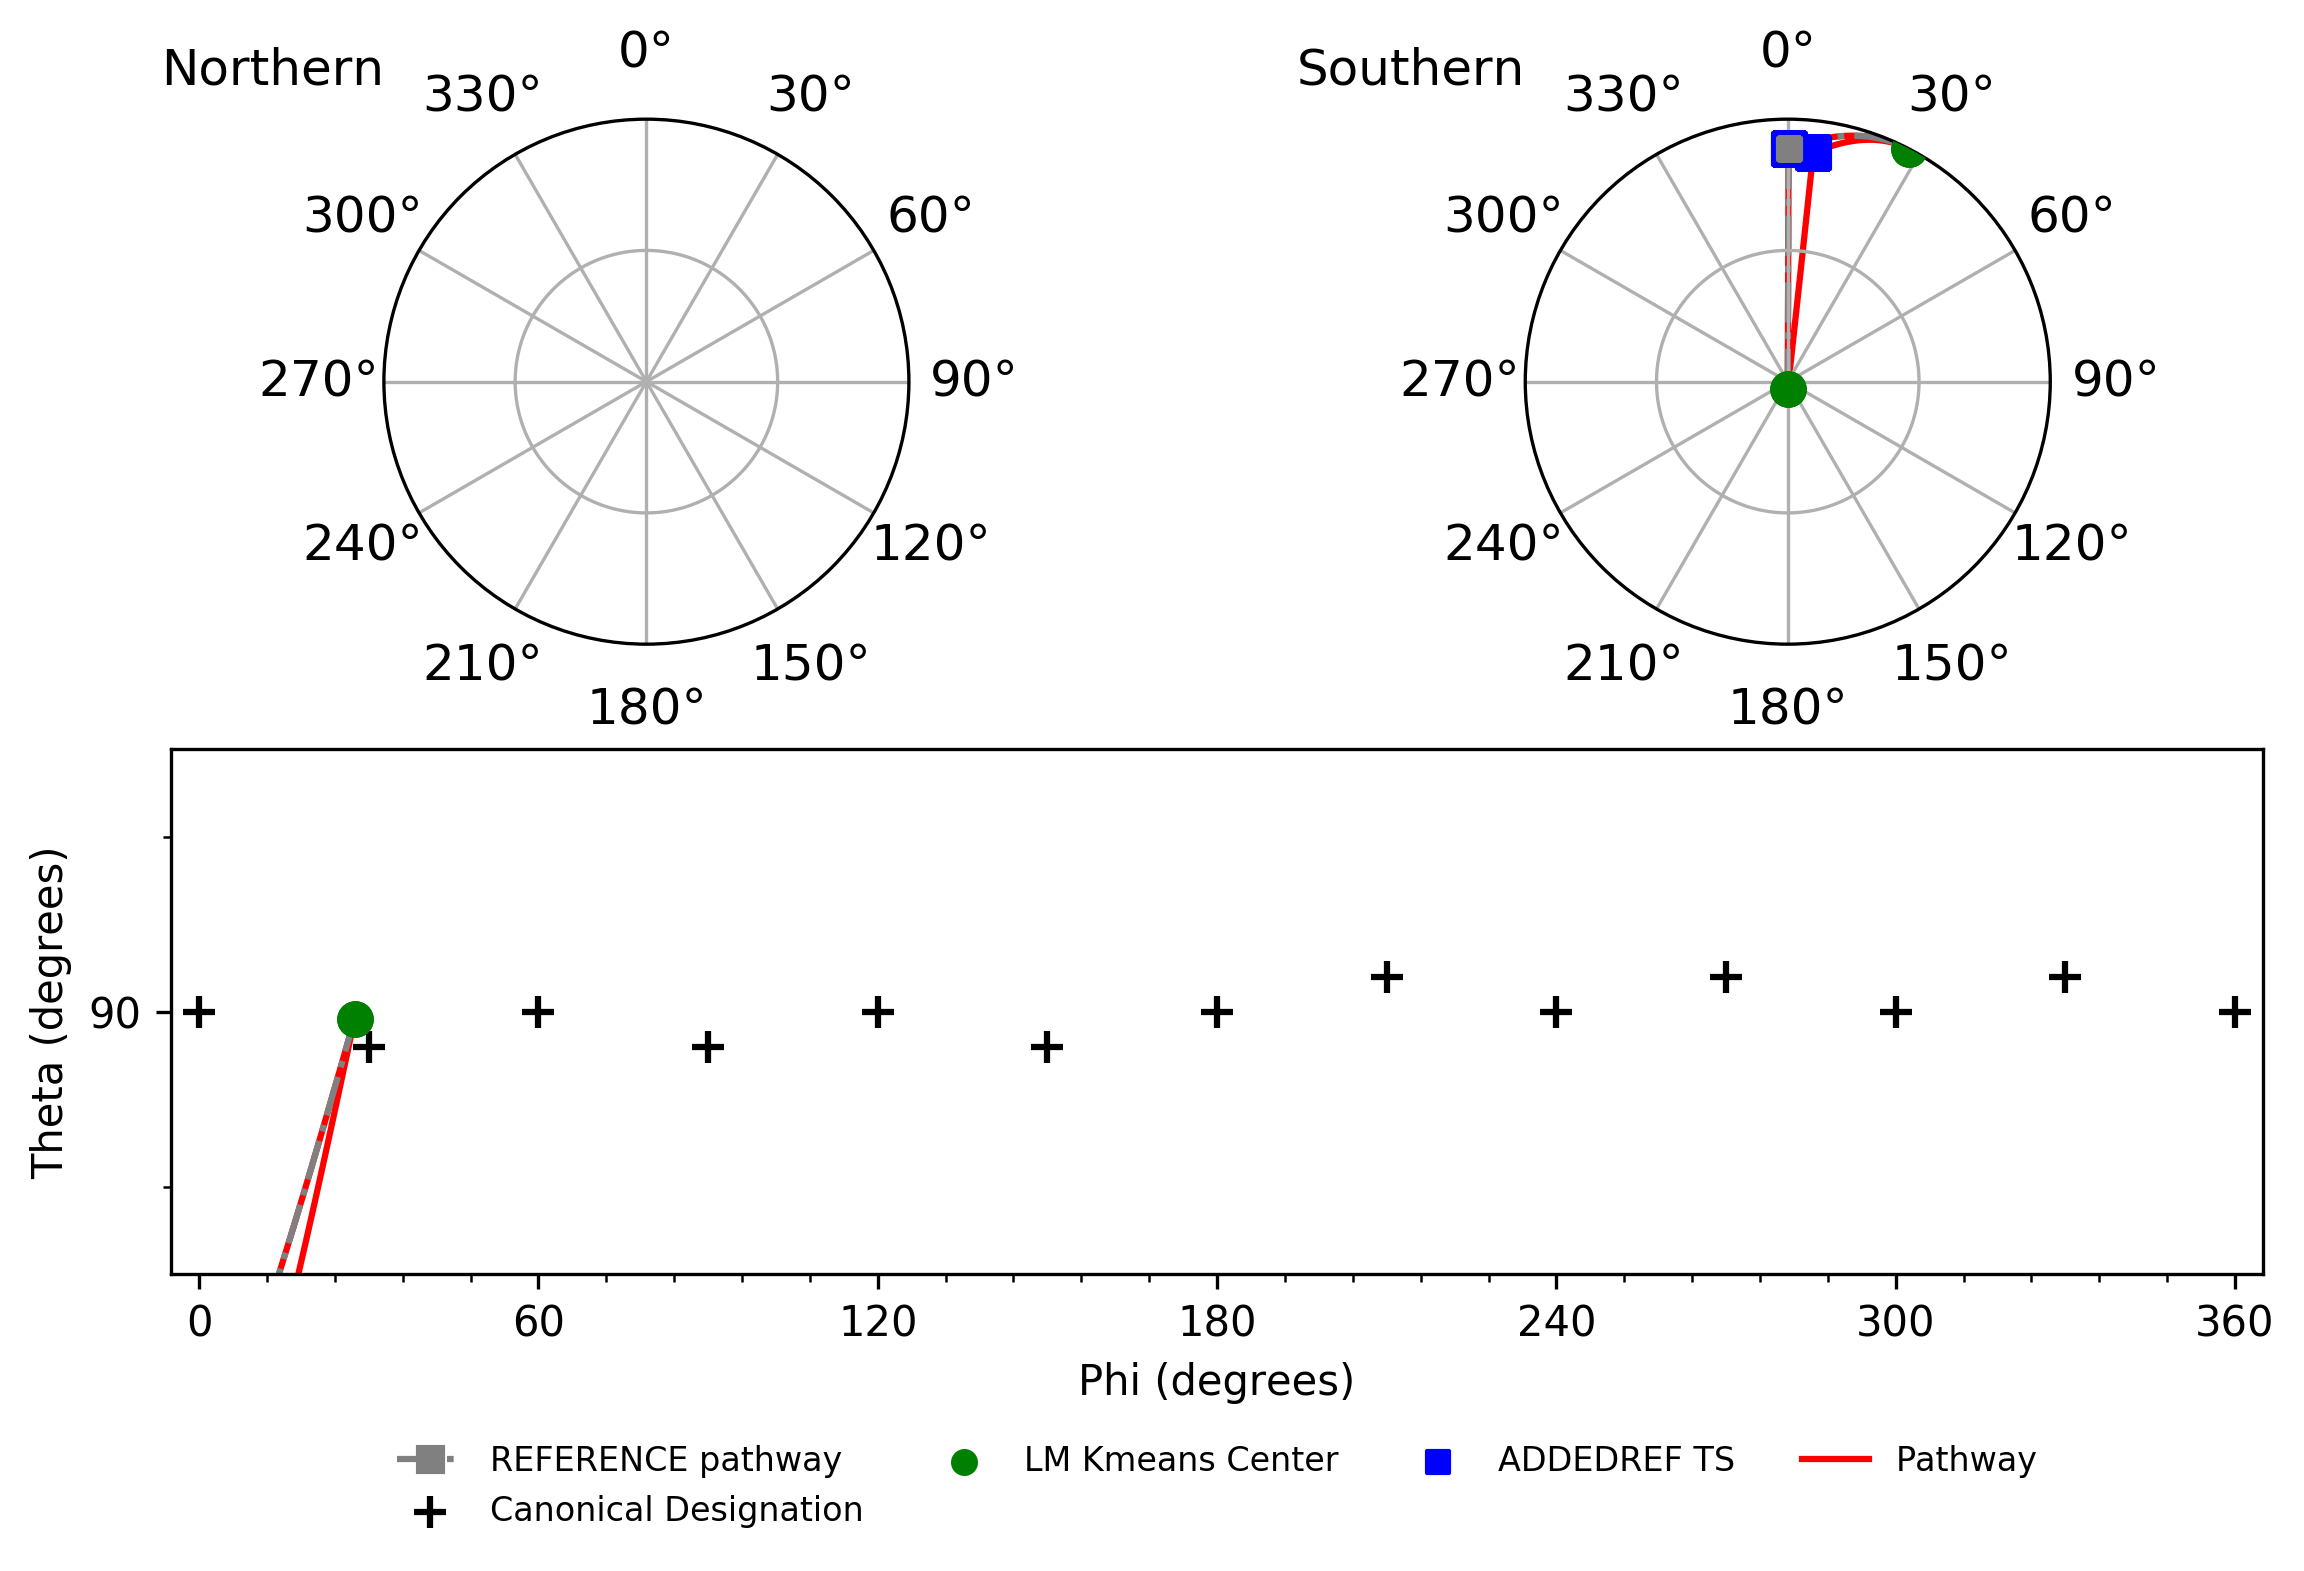 Northern
0°
30°
60°
90°
120°
150°
180°
210°
240°
270°
300°
330°
Southern
0°
30°
60°
90°
120°
150°
180°
210°
240°
270°
300°
330°
Theta (degrees)
90
0 60 120 180 240 300 360
Phi (degrees)
REFERENCE pathway
Canonical Designation
LM Kmeans Center
ADDEDREF TS
Pathway